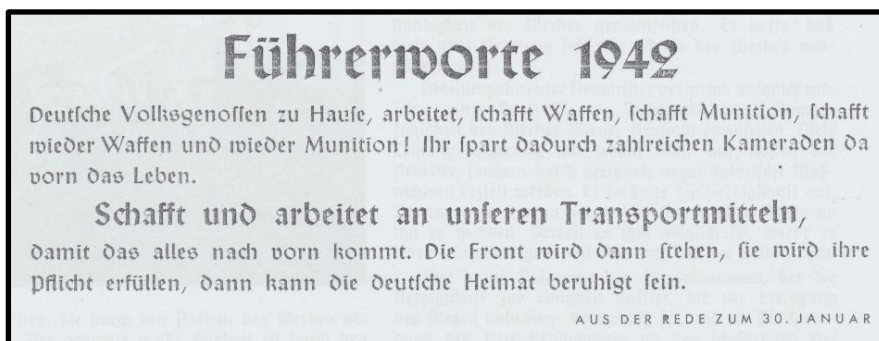 Führerworte 1942
Deutsche Volksgenossen zu Hause, arbeitet, schafft Waffen, schafft Munition, schafft
wieder Waffen und wieder Munition! Ihr spart dadurch zahlreichen Kameraden da
vorn das Leben.
Schafft und arbeitet an unseren Transportmitteln,
damit das alles nach vorn kommt. Die Front wird dann stehen, sie wird ihre
Pflicht erfüllen, dann kann die deutsche Heimat beruhigt sein.
AUS DER REDE ZUM 30. JANUAR